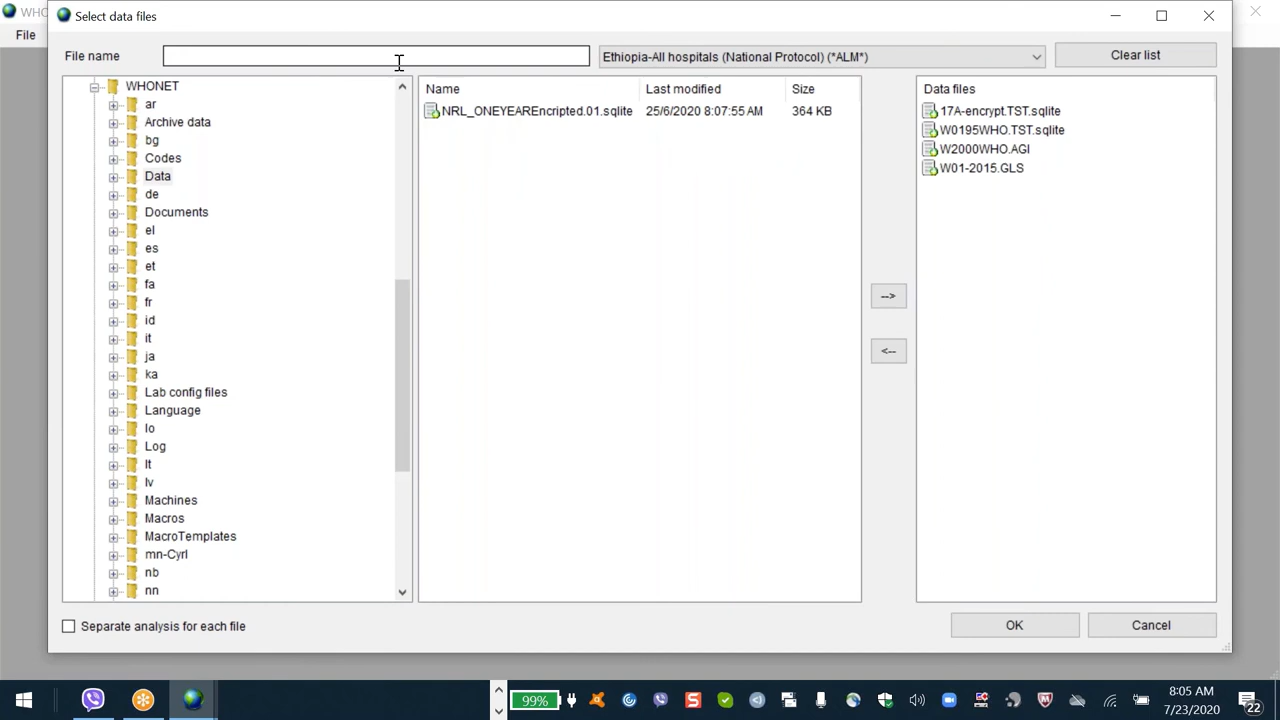 WHO
Select data files
File
File name
Ethiopia-All hospitals (National Protocol) (*ALM*)
Clear list
WHONET
ar
Archive data
bg
Codes
Data
de
Documents
el
es
et
fa
fr
id
it
ja
ka
Lab config files
Language
lo
Log
lt
lv
Machines
Macros
MacroTemplates
mn-Cyrl
nb
nn
Name Last modified Size
NRL_ONEYEAREncripted.01.sqlite 25/6/2020 8:07:55 AM 364 KB
-->
<--
Data files
17A-encrypt.TST.sqlite
W0195WHO.TST.sqlite
W2000WHO.AGI
W01-2015.GLS
Separate analysis for each file
OK
Cancel
99%
8:05 AM
7/23/2020
22